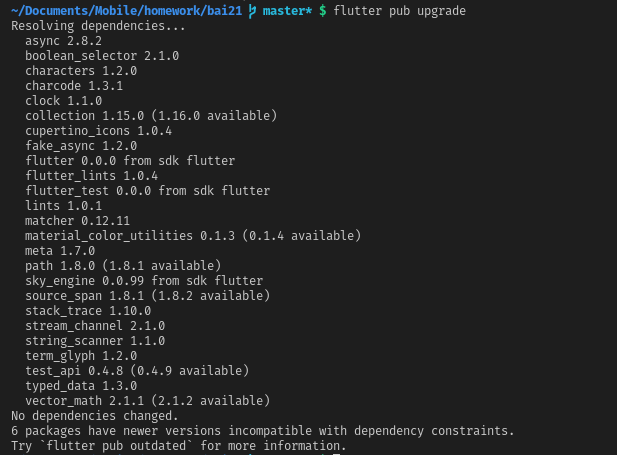 ~/Documents/Mobile/homework/bai21 master* $ flutter pub upgrade
Resolving dependencies...
async 2.8.2
boolean_selector 2.1.0
characters 1.2.0
charcode 1.3.1
clock 1.1.0
collection 1.15.0 (1.16.0 available)
cupertino_icons 1.0.4
fake_async 1.2.0
flutter 0.0.0 from sdk flutter
flutter_lints 1.0.4
flutter_test 0.0.0 from sdk flutter
lints 1.0.1
matcher 0.12.11
material_color_utilities 0.1.3 (0.1.4 available)
meta 1.7.0
path 1.8.0 (1.8.1 available)
sky_engine 0.0.99 from sdk flutter
source_span 1.8.1 (1.8.2 available)
stack_trace 1.10.0
stream_channel 2.1.0
string_scanner 1.1.0
term_glyph 1.2.0
test_api 0.4.8 (0.4.9 available)
typed_data 1.3.0
vector_math 2.1.1 (2.1.2 available)
No dependencies changed.
6 packages have newer versions incompatible with dependency constraints.
Try `flutter pub outdated` for more information.